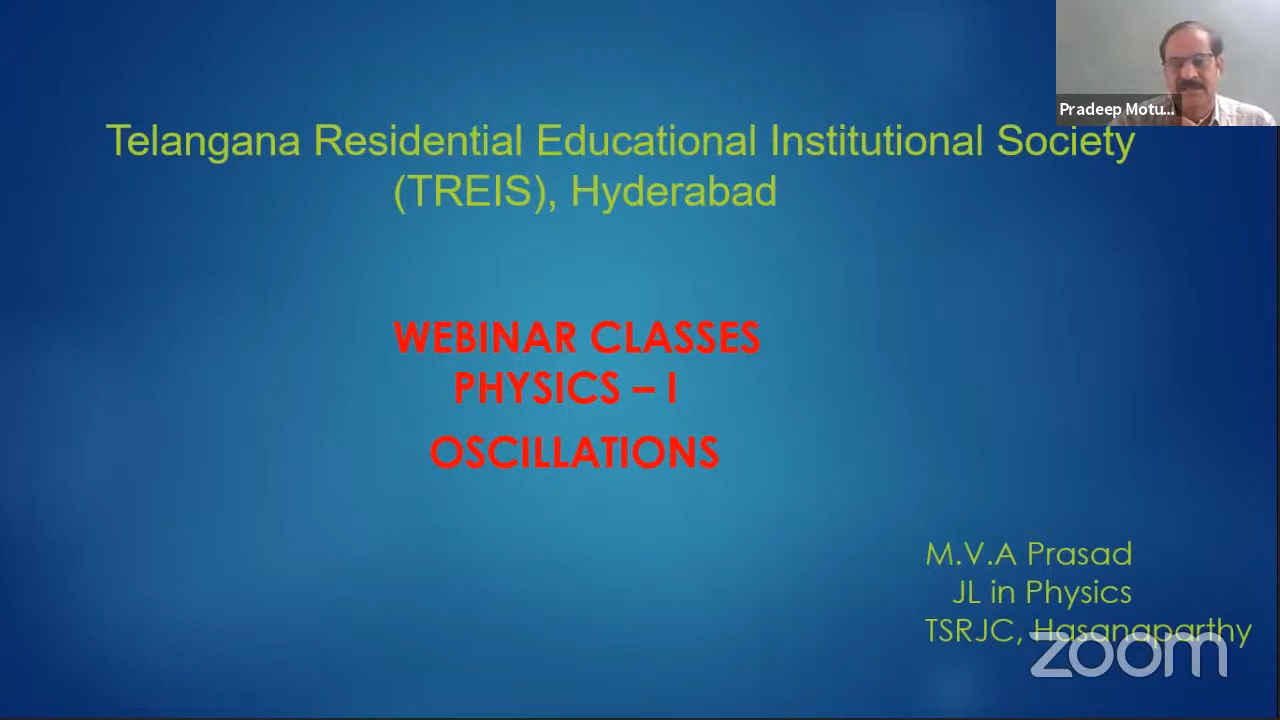 Pradeep Motu...
Telangana Residential Educational Institutional Society
(TREIS), Hyderabad
WEBINAR CLASSES
PHYSICS – I
OSCILLATIONS
M.V.A Prasad
JL in Physics
TSRJC, Hasanaparthy
zoom